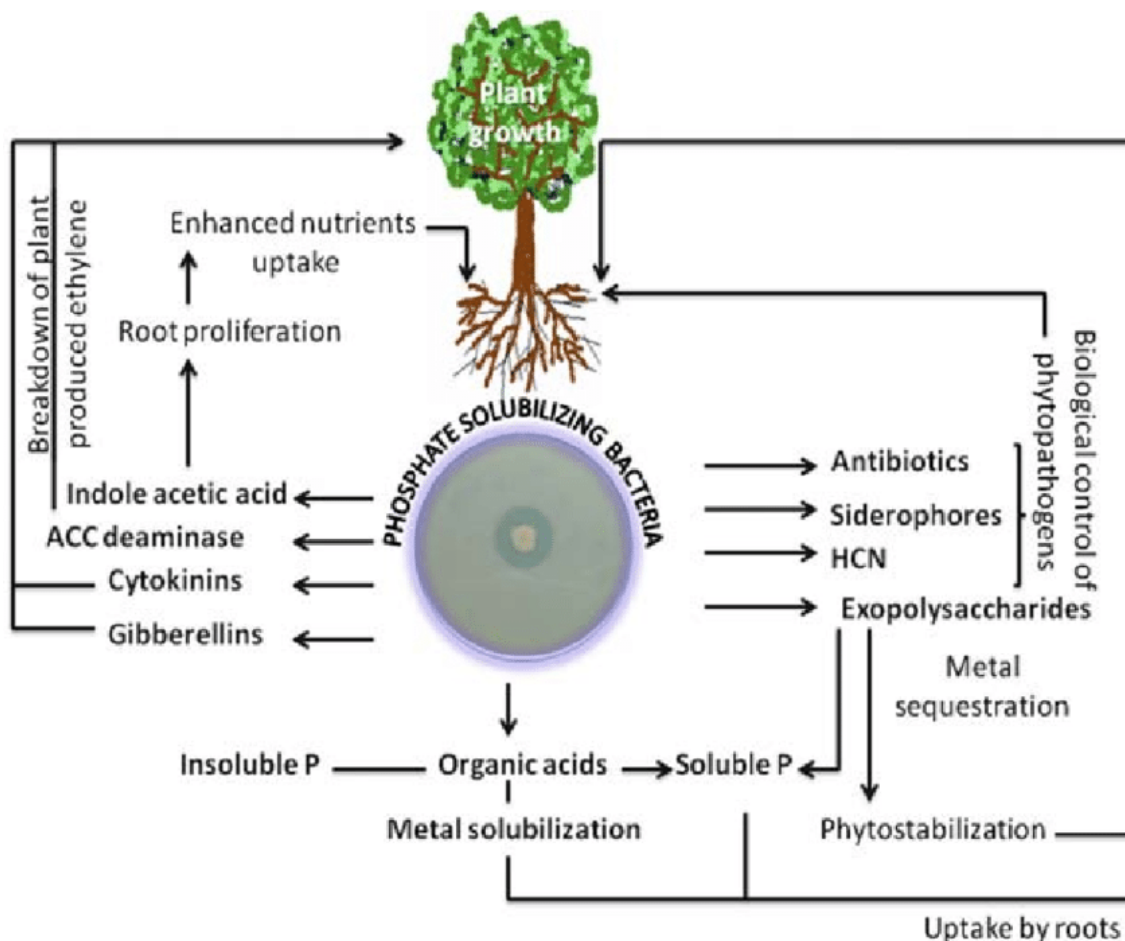 Plant
growth
Enhanced nutrients
uptake
Root proliferation
Breakdown of plant
produced ethylene
PHOSPHATE SOLUBILIZING BACTERIA
Indole acetic acid
ACC deaminase
Cytokinins
Gibberellins
Antibiotics
Siderophores
HCN
Exopolysaccharides
Biological control of
phytopathogens
Metal
sequestration
Insoluble P
Organic acids
Soluble P
Metal solubilization
Phytostabilization
Uptake by roots